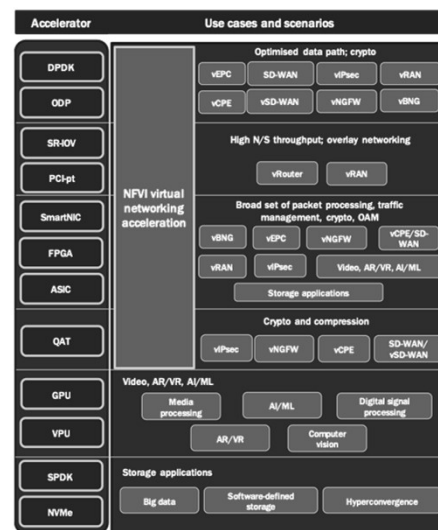 Accelerator
Use cases and scenarios
DPDK
ODP
NFVI virtual
networking
acceleration
Optimised data path; crypto
vEPC
SD-WAN
vIPsec
vRAN
vCPE
vSD-WAN
vNGFW
vBNG
SR-IOV
PCI-pt
High N/S throughput; overlay networking
vRouter
vRAN
SmartNIC
FPGA
ASIC
Broad set of packet processing, traffic
management, crypto, OAM
vBNG
vEPC
vNGFW
vCPE/SD-
WAN
vRAN
vIPsec
Video, AR/VR, AI/ML
Storage applications
QAT
Crypto and compression
vIPsec
vNGFW
vCPE
SD-WAN/
vSD-WAN
GPU
VPU
Video, AR/VR, AI/ML
Media
processing
AI/ML
Digital signal
processing
AR/VR
Computer
vision
SPDK
NVMe
Storage applications
Big data
Software-defined
storage
Hyperconvergence